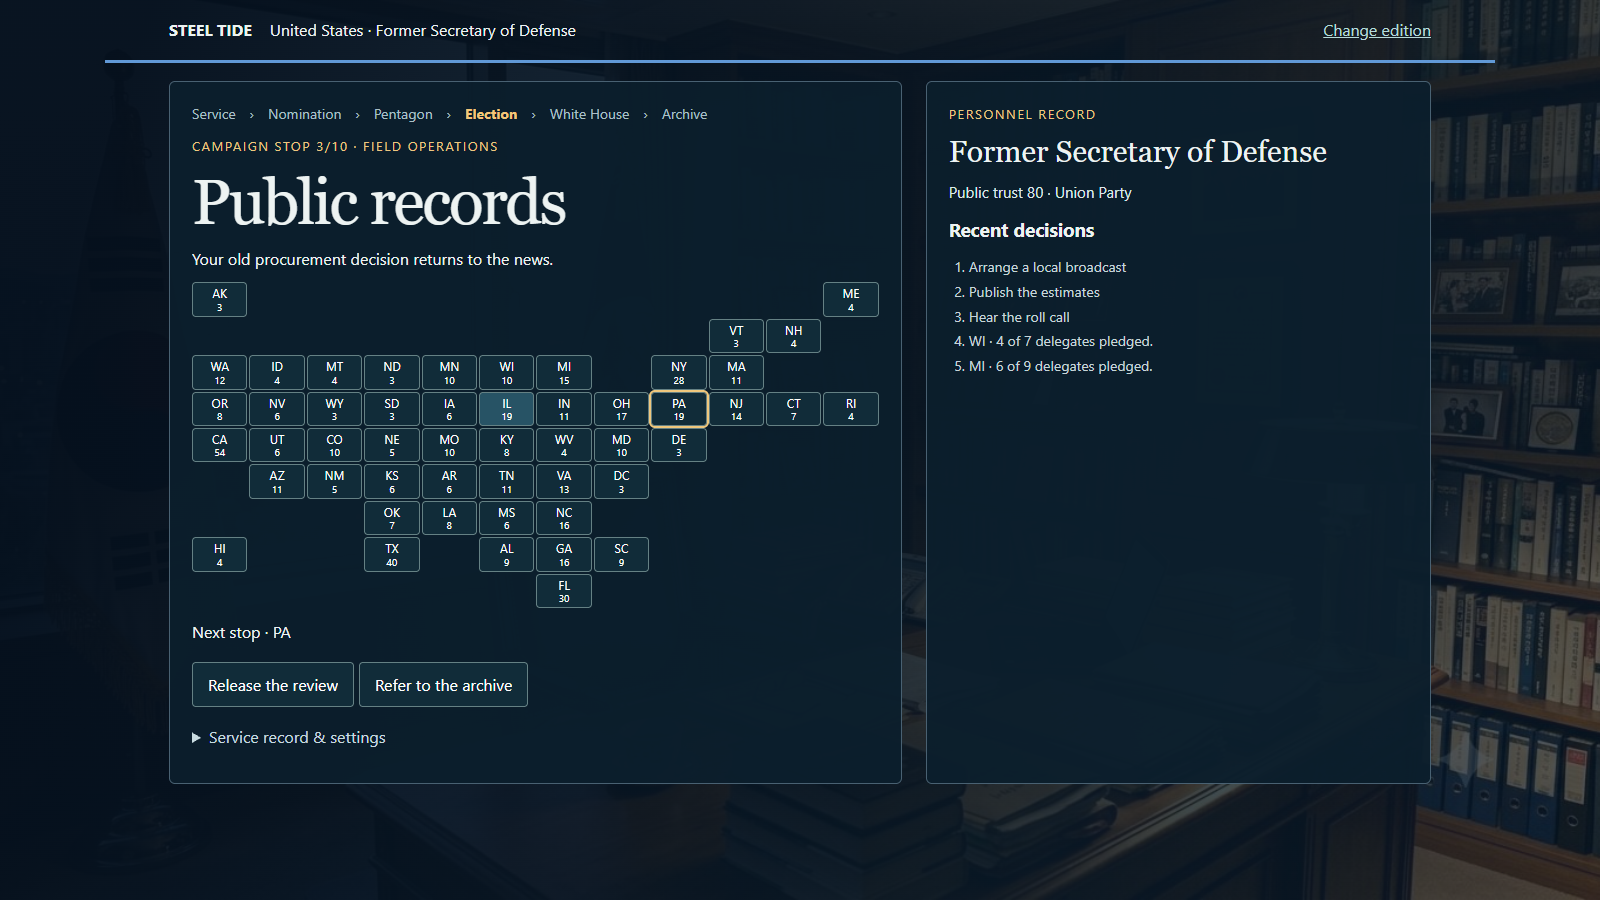 STEEL TIDE United States · Former Secretary of Defense Change edition
Service › Nomination › Pentagon › Election › White House › Archive
CAMPAIGN STOP 3/10 · FIELD OPERATIONS
Public records
Your old procurement decision returns to the news.
AK ME
3 4
VT NH
3 4
WA ID MT ND MN WI MI NY MA
12 4 4 3 10 10 15 28 11
OR NV WY SD IA IL IN OH PA NJ CT RI
8 6 3 3 6 19 11 17 19 14 7 4
CA UT CO NE MO KY WV MD DE
54 6 10 5 10 8 4 10 3
AZ NM KS AR TN VA DC
11 5 6 6 11 13 3
OK LA MS NC
7 8 6 16
HI TX AL GA SC
4 40 9 16 9
FL
30
Next stop · PA
Release the review Refer to the archive
▶ Service record & settings
PERSONNEL RECORD
Former Secretary of Defense
Public trust 80 · Union Party
Recent decisions
1. Arrange a local broadcast
2. Publish the estimates
3. Hear the roll call
4. WI · 4 of 7 delegates pledged.
5. MI · 6 of 9 delegates pledged.